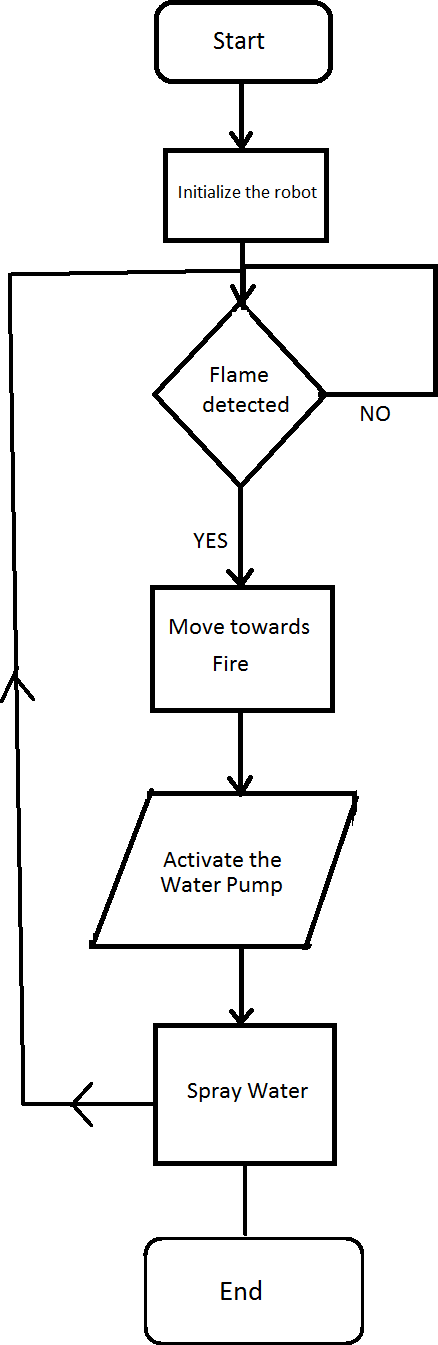 Start
Initialize the robot
Flame
detected
NO
YES
Move towards
Fire
Activate the
Water Pump
Spray Water
End